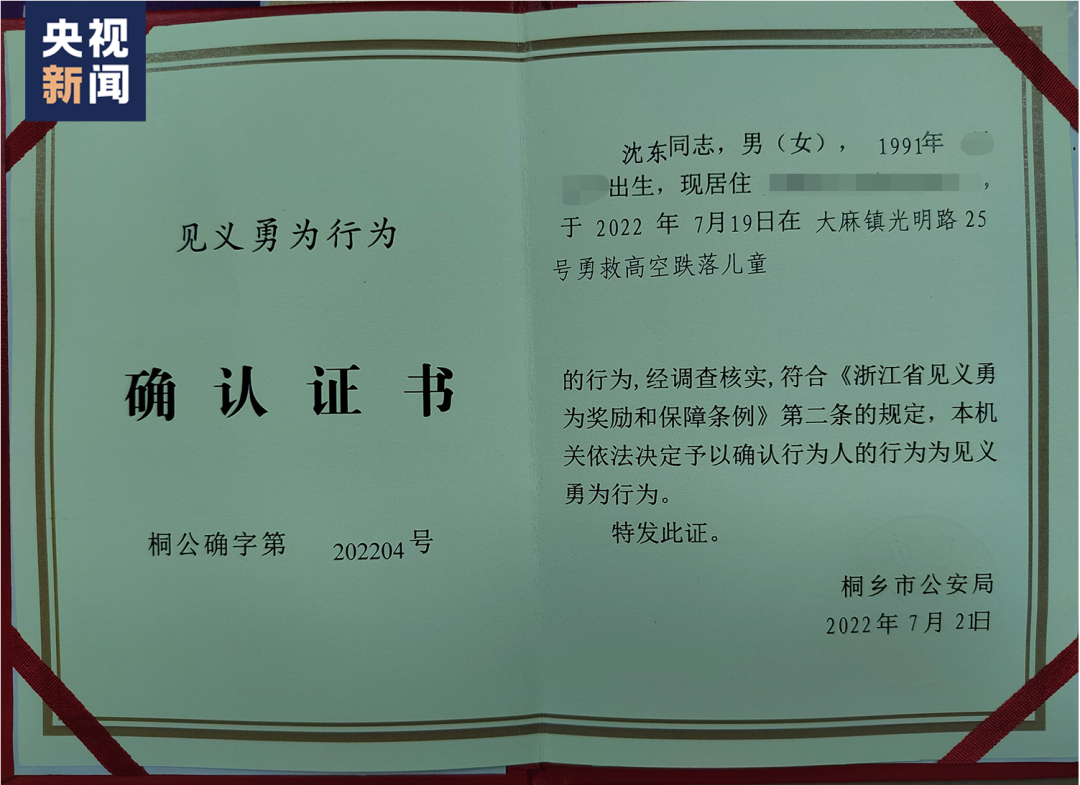 央视
新闻
见义勇为行为
确认证书
桐公确字第 202204号
沈东同志，男（女），1991年
出生，现居住 ，
于 2022 年 7月19日在 大麻镇光明路25
号勇救高空跌落儿童
的行为,经调查核实,符合《浙江省见义勇
为奖励和保障条例》第二条的规定，本机
关依法决定予以确认行为人的行为为见义
勇为行为。
特发此证。
桐乡市公安局
2022年7月21日